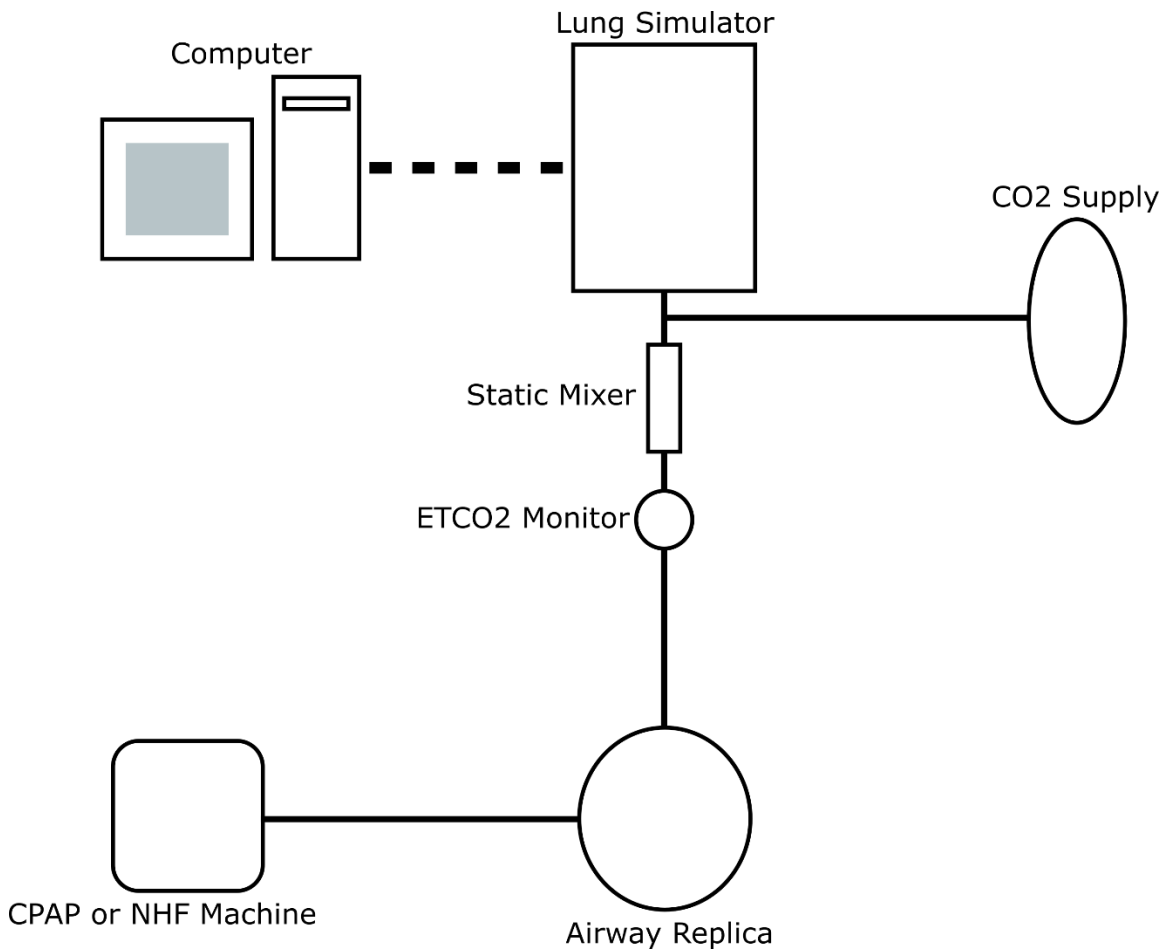 Lung Simulator
Computer
CO2 Supply
Static Mixer
ETCO2 Monitor
CPAP or NHF Machine
Airway Replica